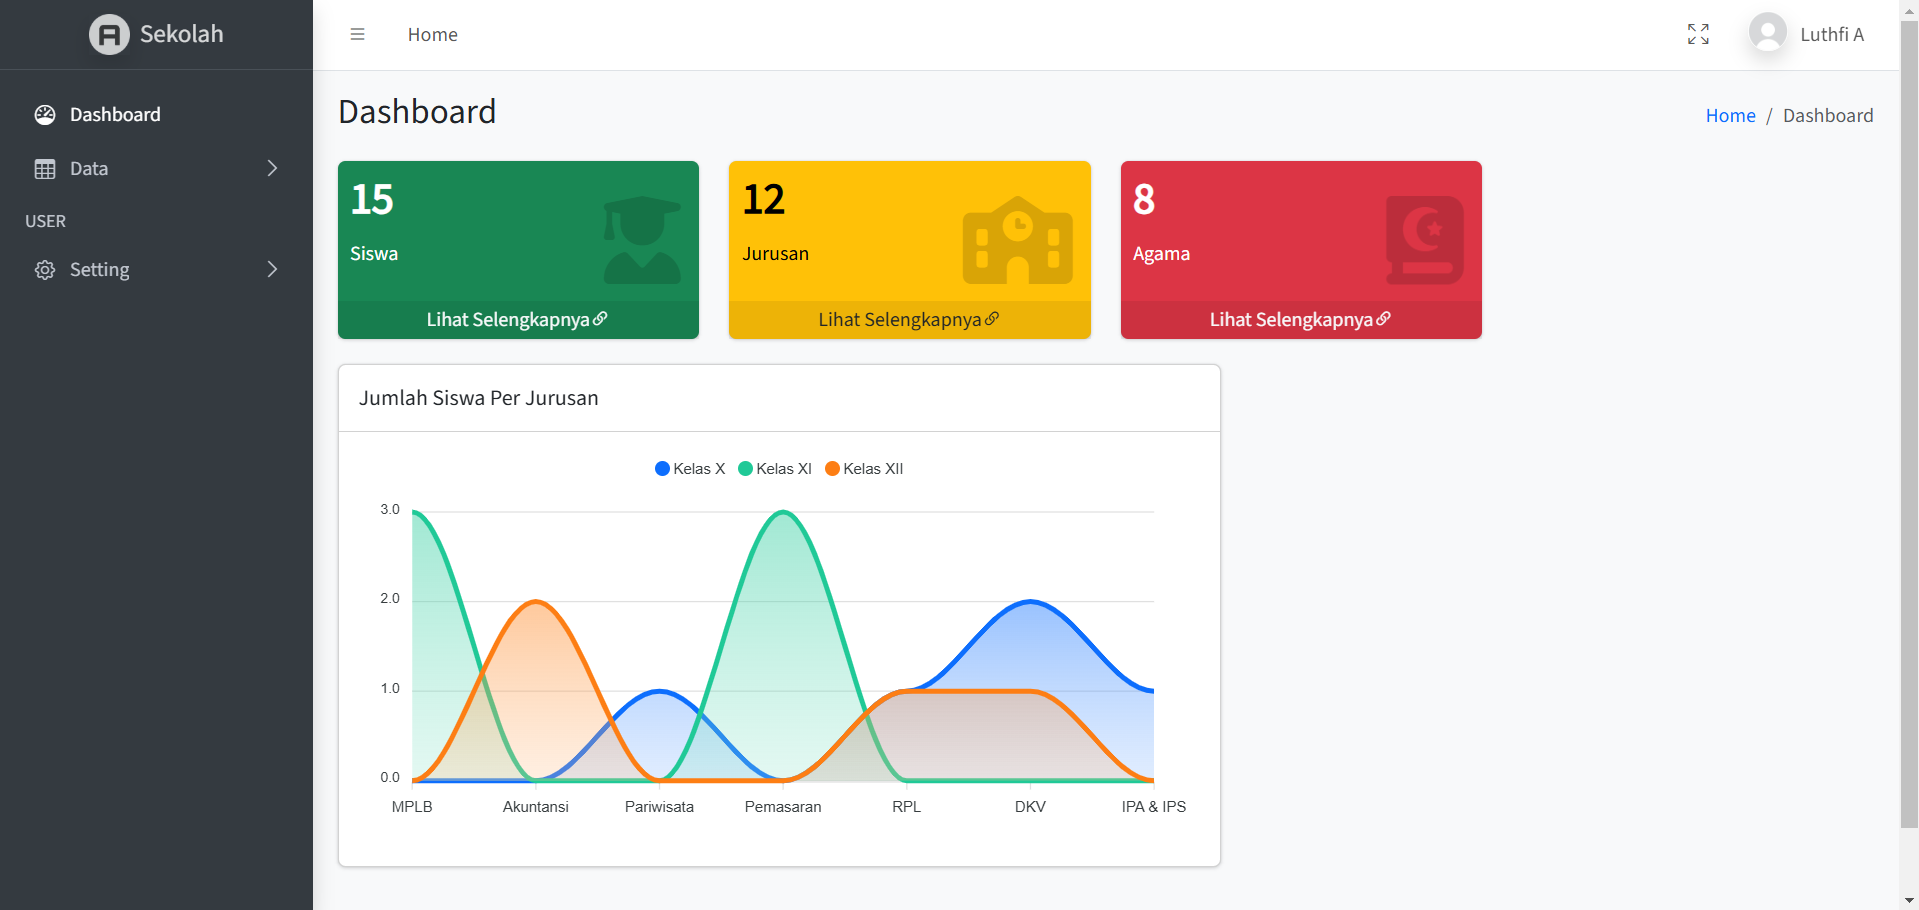 Sekolah
Home
Luthfi A
Dashboard
Data
USER
Setting
Dashboard
Home / Dashboard
15
Siswa
Lihat Selengkapnya
12
Jurusan
Lihat Selengkapnya
8
Agama
Lihat Selengkapnya
Jumlah Siswa Per Jurusan
Kelas X Kelas XI Kelas XII
3.0
2.0
1.0
0.0
MPLB Akuntansi Pariwisata Pemasaran RPL DKV IPA & IPS